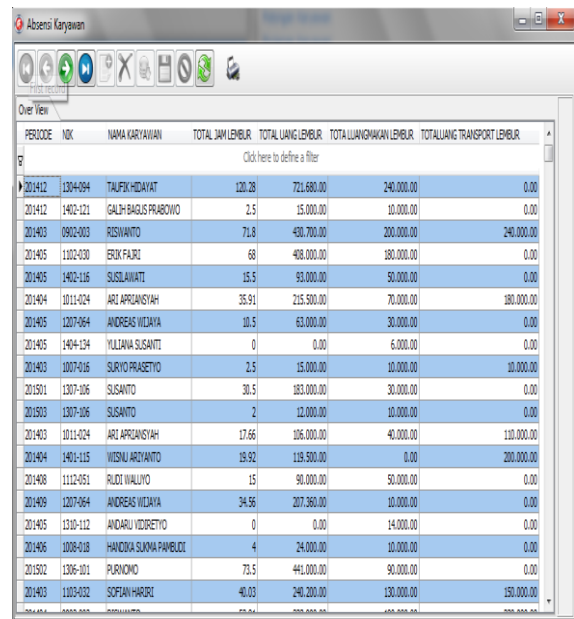 Absensi Karyawan
First record
Over View
PERIODE NIK NAMA KARYAWAN TOTAL JAM LEMBUR TOTAL UANG LEMBUR TOTA LUANGMAKAN LEMBUR TOTALUANG TRANSPORT LEMBUR
Click here to define a filter
201412 1304-094 TAUFIK HIDAYAT 120.28 721.680.00 240.000.00 0.00
201412 1402-121 GALIH BAGUS PRABOWO 2.5 15.000.00 10.000.00 0.00
201403 0902-003 RISWANTO 71.8 430.700.00 200.000.00 240.000.00
201405 1102-030 ERIK FAJRI 68 408.000.00 180.000.00 0.00
201405 1402-116 SUSILAWATI 15.5 93.000.00 50.000.00 0.00
201404 1011-024 ARI APRIANSYAH 35.91 215.500.00 70.000.00 180.000.00
201405 1207-064 ANDREAS WIJAYA 10.5 63.000.00 30.000.00 0.00
201405 1404-134 YULIANA SUSANTI 0 0.00 6.000.00 0.00
201403 1007-016 SURYO PRASETYO 2.5 15.000.00 10.000.00 10.000.00
201501 1307-106 SUSANTO 30.5 183.000.00 30.000.00 0.00
201503 1307-106 SUSANTO 2 12.000.00 10.000.00 0.00
201403 1011-024 ARI APRIANSYAH 17.66 106.000.00 40.000.00 110.000.00
201404 1401-115 WISNU ARIYANTO 19.92 119.500.00 0.00 200.000.00
201408 1112-051 RUDI WALUYO 15 90.000.00 50.000.00 0.00
201409 1207-064 ANDREAS WIJAYA 34.56 207.360.00 10.000.00 0.00
201405 1310-112 ANDARU VIDIRETYO 0 0.00 14.000.00 0.00
201406 1008-018 HANDIKA SUKMA PAMBUDI 4 24.000.00 10.000.00 0.00
201502 1306-101 PURNOMO 73.5 441.000.00 90.000.00 0.00
201403 1103-032 SOFIAN HARIRI 40.03 240.200.00 130.000.00 150.000.00